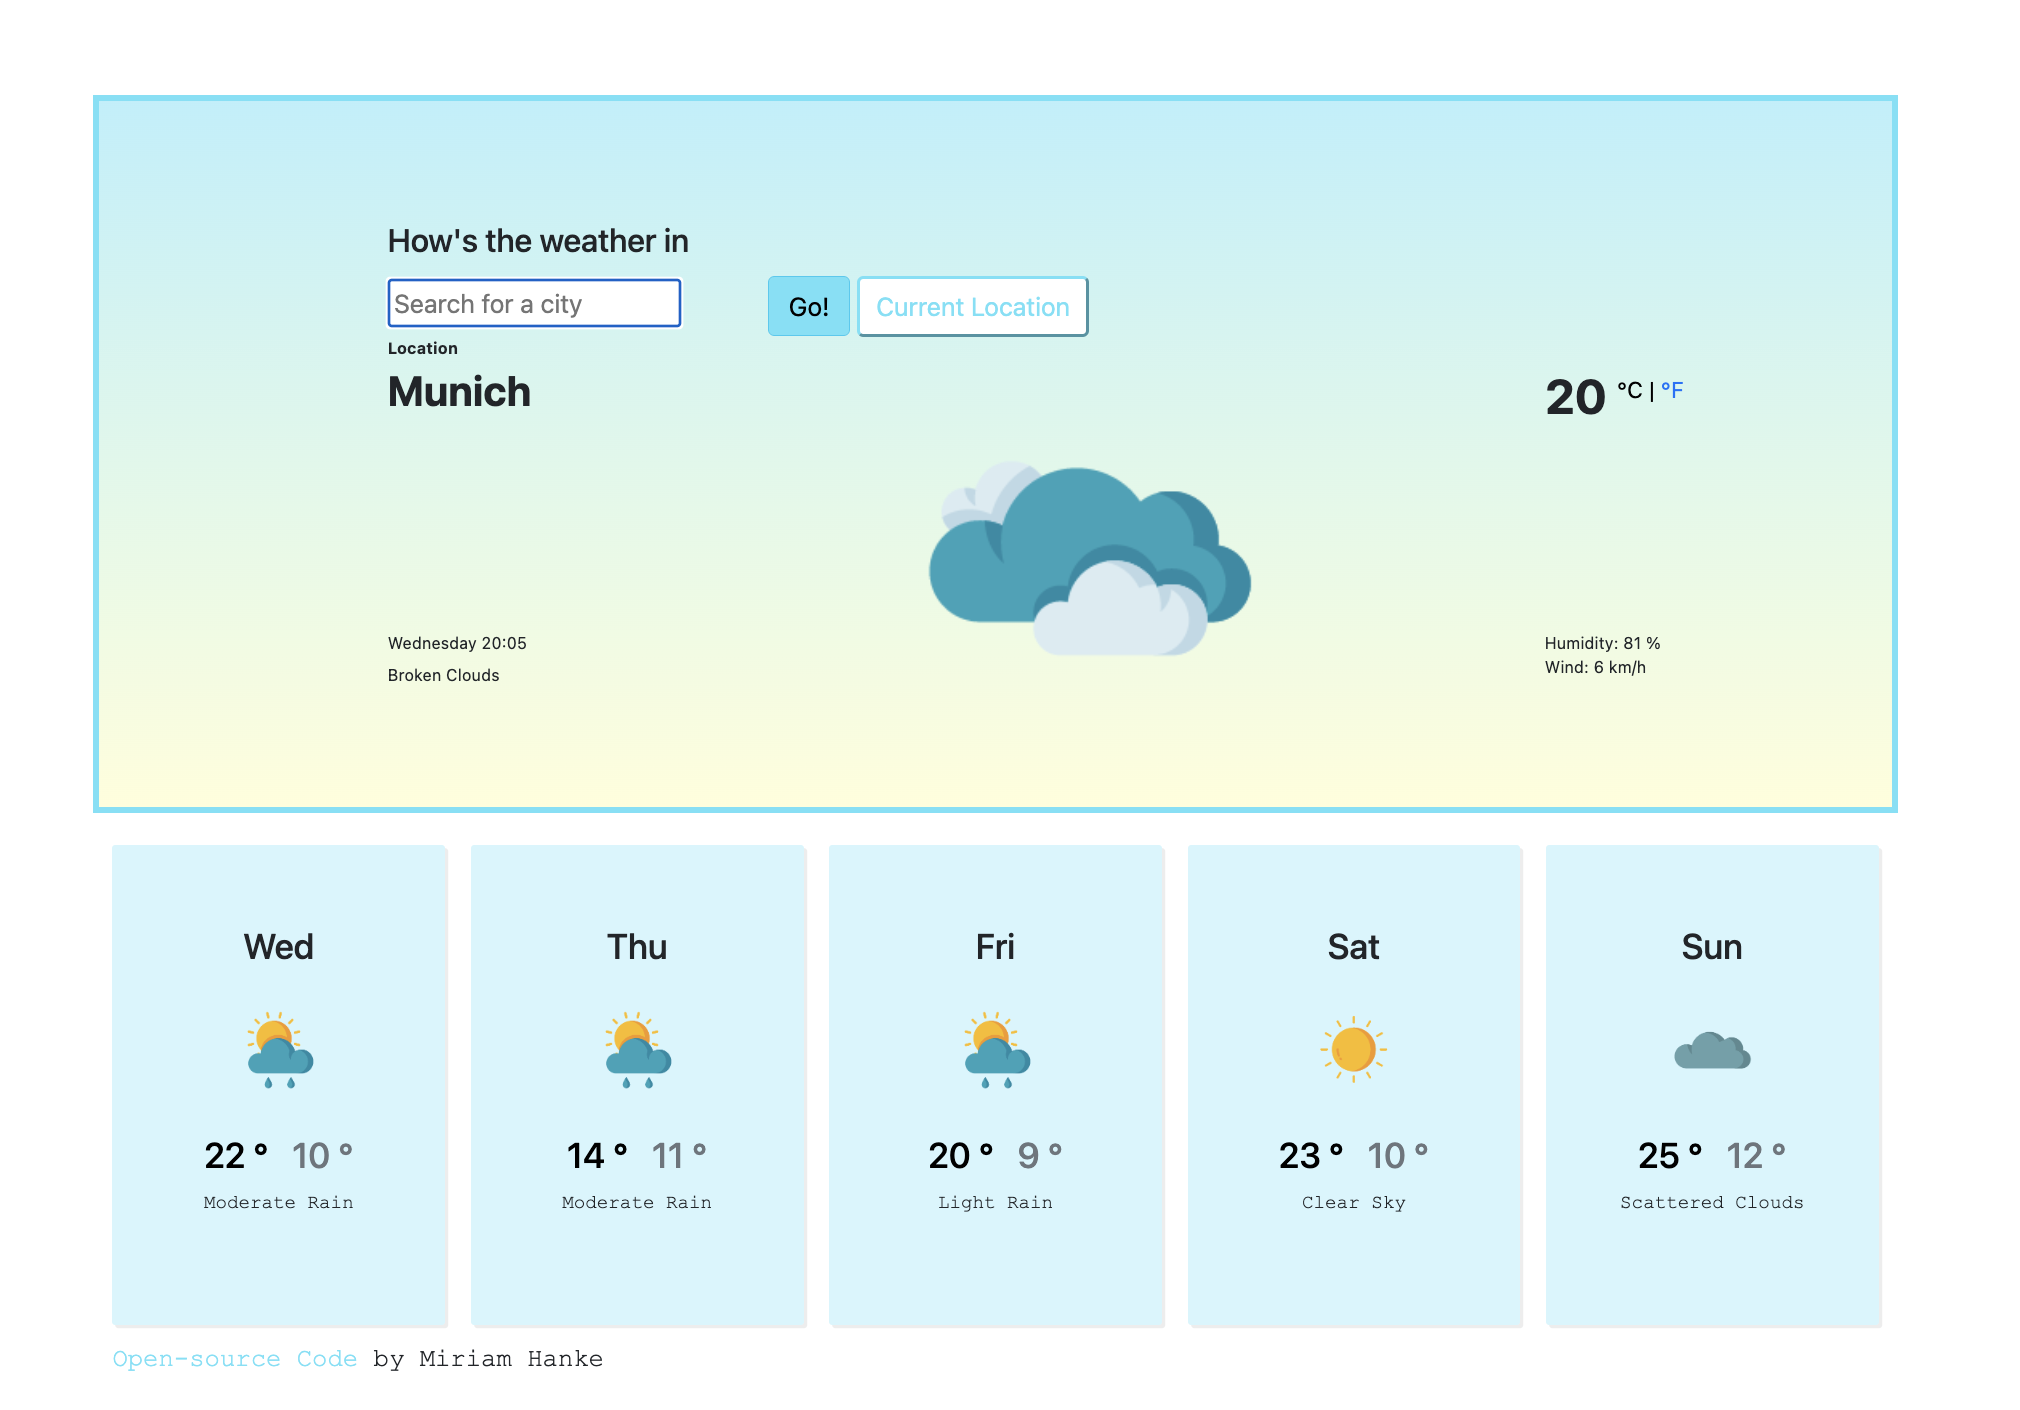 How's the weather in
Search for a city
Go!
Current Location
Location
Munich
20 °C | °F
Wednesday 20:05
Broken Clouds
Humidity: 81 %
Wind: 6 km/h
Wed
22 ° 10 °
Moderate Rain
Thu
14 ° 11 °
Moderate Rain
Fri
20 ° 9 °
Light Rain
Sat
23 ° 10 °
Clear Sky
Sun
25 ° 12 °
Scattered Clouds
Open-source Code by Miriam Hanke